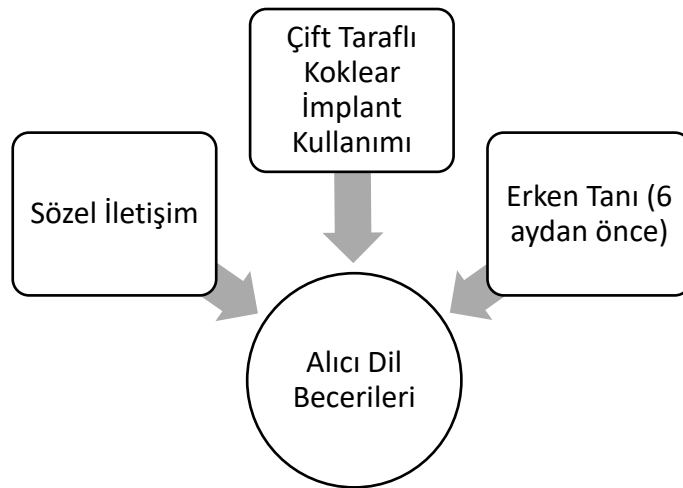 Çift Taraflı
Koklear
İmplant
Kullanımı
Sözel İletişim
Erken Tanı (6
aydan önce)
Alıcı Dil
Becerileri